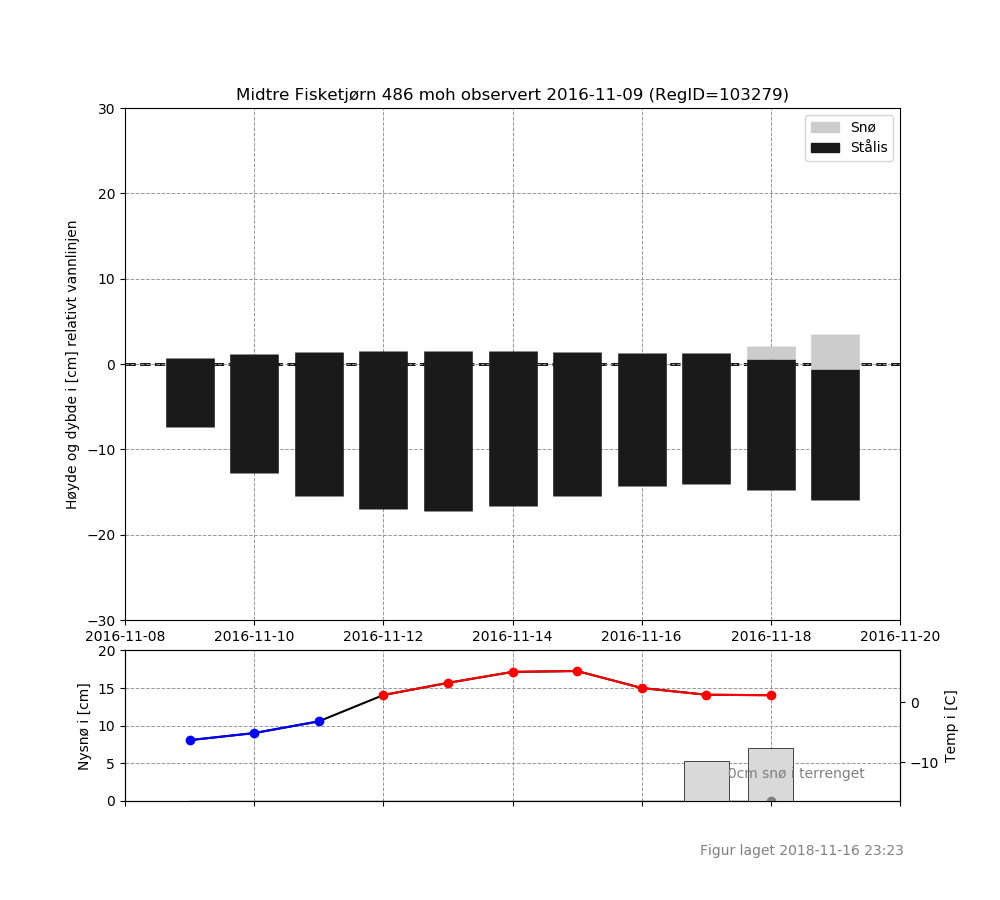 Midtre Fisketjørn 486 moh observert 2016-11-09 (RegID=103279)
Snø
Stålis
Høyde og dybde i [cm] relativt vannlinjen
30
20
10
0
−10
−20
−30
2016-11-08 2016-11-10 2016-11-12 2016-11-14 2016-11-16 2016-11-18 2016-11-20
Nysnø i [cm]
20
15
10
5
0
0
−10
Temp i [C]
0cm snø i terrenget
Figur laget 2018-11-16 23:23